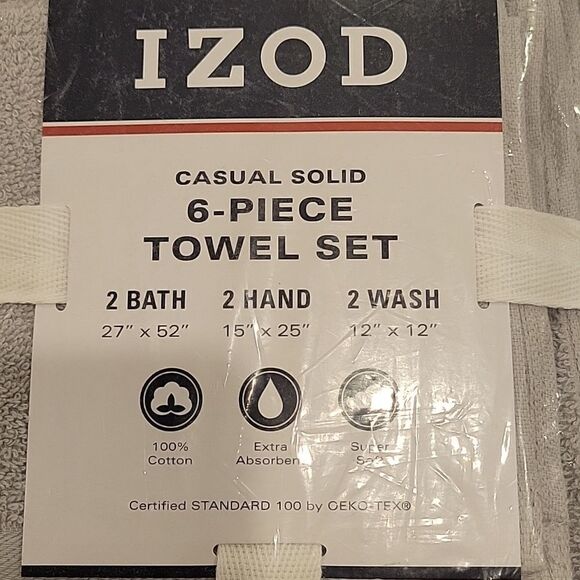 IZOD
CASUAL SOLID
6-PIECE
TOWEL SET
2 BATH 2 HAND 2 WASH
27" x 52" 15" x 25" 12" x 12"
100% Extra Super
Cotton Absorben Soft
Certified STANDARD 100 by OEKO-TEX®